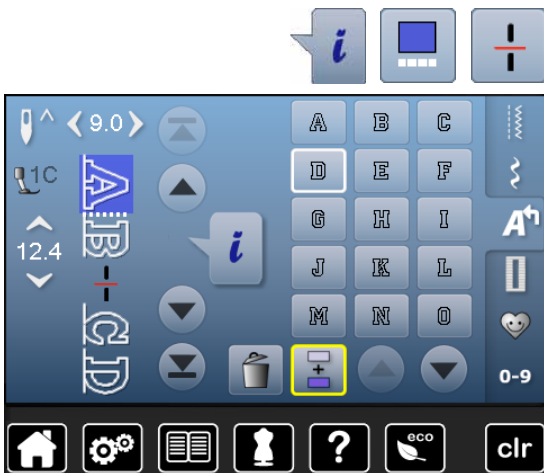 i
9.0
A B C
1C
D E F
A
B
12.4
G H I
i
J K L
C
D
M N O
0-9
?
eco
clr
A